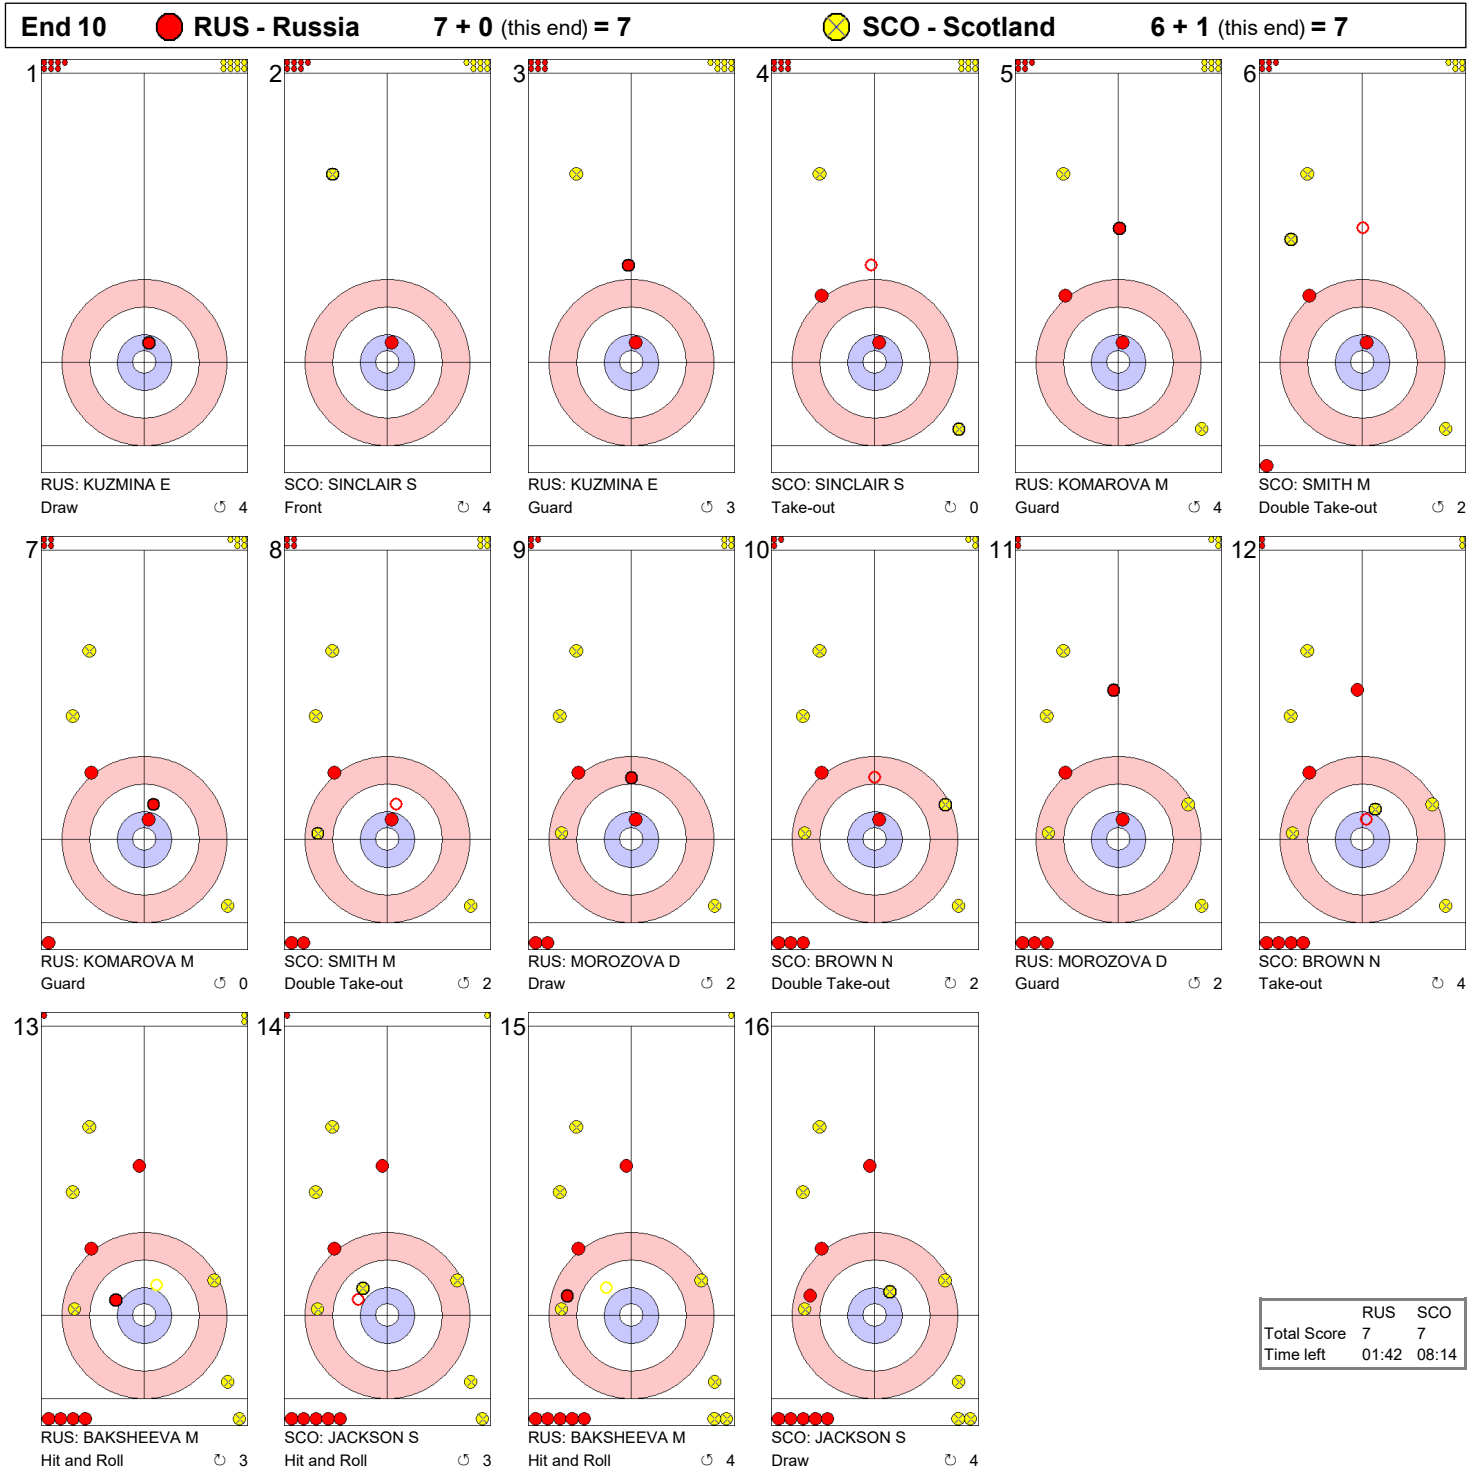 End 10 RUS - Russia 7 + 0 (this end) = 7 SCO - Scotland 6 + 1 (this end) = 7
1 2 3 4 5 6
RUS: KUZMINA E SCO: SINCLAIR S RUS: KUZMINA E SCO: SINCLAIR S RUS: KOMAROVA M SCO: SMITH M
Draw ↺ 4 Front ↻ 4 Guard ↺ 3 Take-out ↻ 0 Guard ↺ 4 Double Take-out ↻ 2
7 8 9 10 11 12
RUS: KOMAROVA M SCO: SMITH M RUS: MOROZOVA D SCO: BROWN N RUS: MOROZOVA D SCO: BROWN N
Guard ↺ 0 Double Take-out ↺ 2 Draw ↺ 2 Double Take-out ↺ 2 Guard ↺ 2 Take-out ↻ 4
13 14 15 16
RUS: BAKSHEEVA M SCO: JACKSON S RUS: BAKSHEEVA M SCO: JACKSON S
Hit and Roll ↻ 3 Hit and Roll ↻ 3 Hit and Roll ↻ 4 Draw ↻ 4
RUS SCO
Total Score 7 7
Time left 01:42 08:14